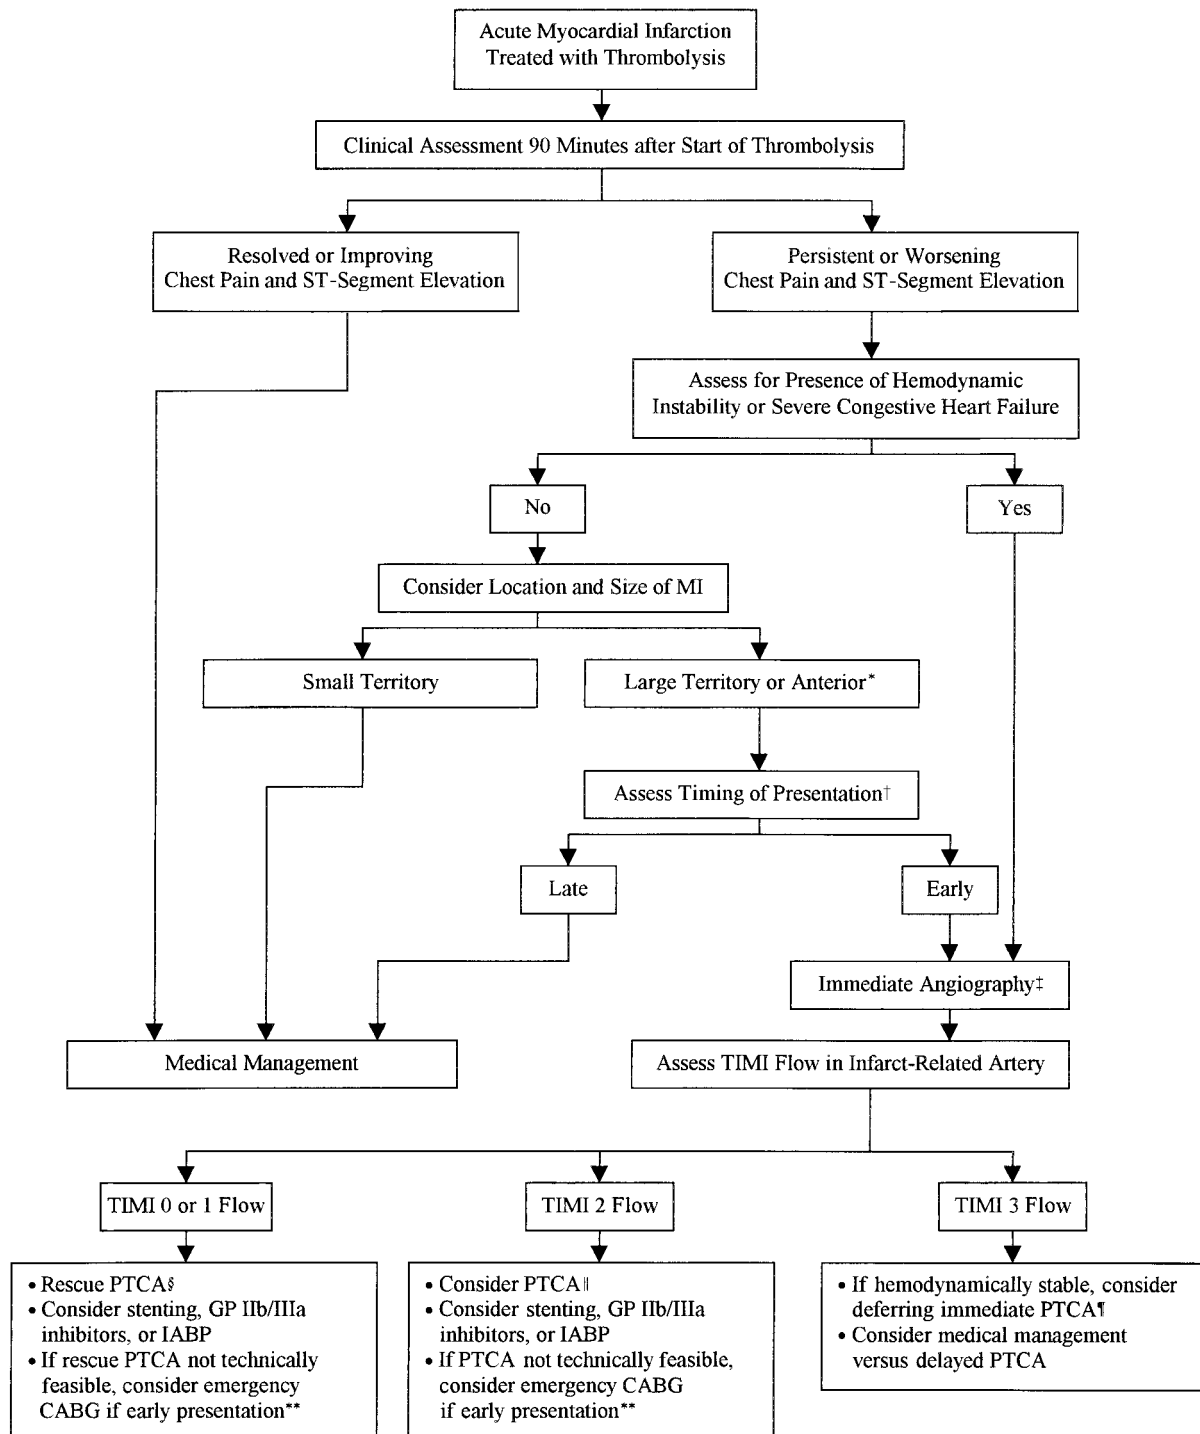 Acute Myocardial Infarction
Treated with Thrombolysis
Clinical Assessment 90 Minutes after Start of Thrombolysis
Resolved or Improving
Chest Pain and ST-Segment Elevation
Persistent or Worsening
Chest Pain and ST-Segment Elevation
Assess for Presence of Hemodynamic
Instability or Severe Congestive Heart Failure
No
Yes
Consider Location and Size of MI
Small Territory
Large Territory or Anterior*
Assess Timing of Presentation†
Late
Early
Immediate Angiography‡
Medical Management
Assess TIMI Flow in Infarct-Related Artery
TIMI 0 or 1 Flow
TIMI 2 Flow
TIMI 3 Flow
• Rescue PTCA§
• Consider stenting, GP IIb/IIIa
inhibitors, or IABP
• If rescue PTCA not technically
feasible, consider emergency
CABG if early presentation**
• Consider PTCA‖
• Consider stenting, GP IIb/IIIa
inhibitors, or IABP
• If PTCA not technically feasible,
consider emergency CABG
if early presentation**
• If hemodynamically stable, consider
deferring immediate PTCA¶
• Consider medical management
versus delayed PTCA